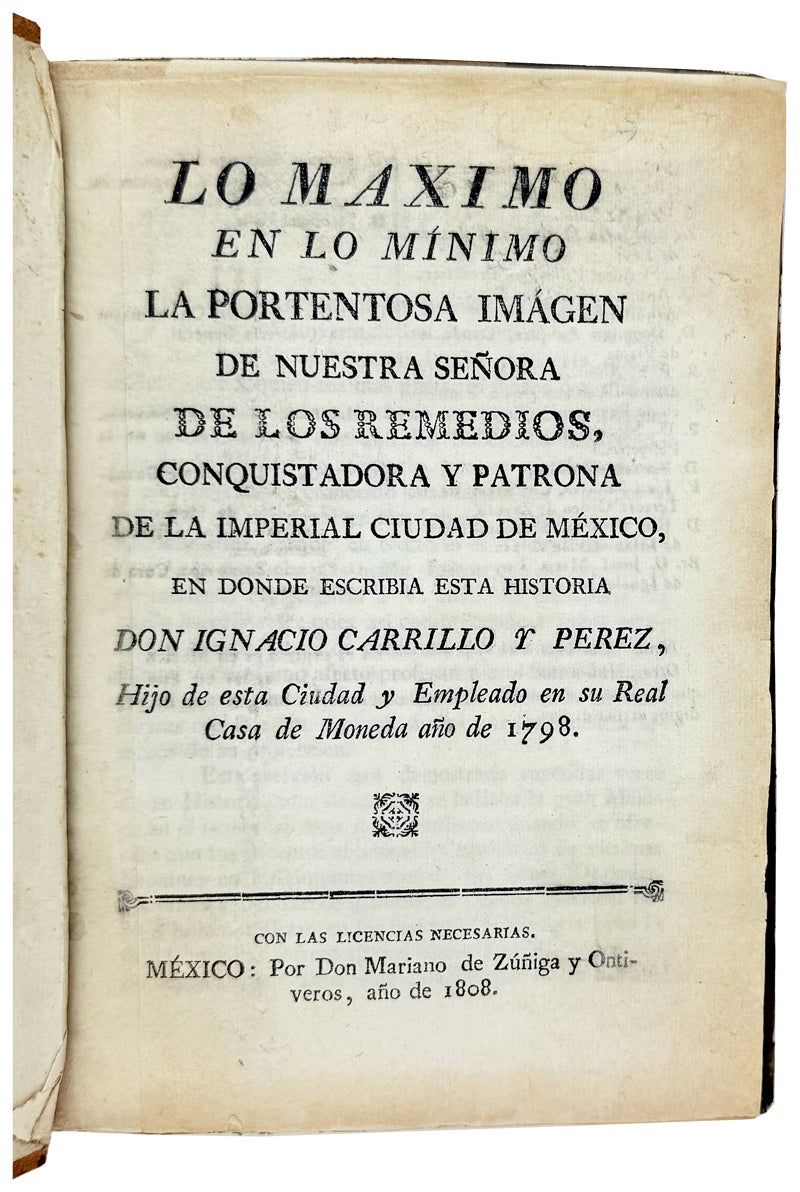 LO MAXIMO
EN LO MÍNIMO
LA PORTENTOSA IMÁGEN
DE NUESTRA SEÑORA
DE LOS REMEDIOS,
CONQUISTADORA Y PATRONA
DE LA IMPERIAL CIUDAD DE MÉXICO,
EN DONDE ESCRIBIA ESTA HISTORIA
DON IGNACIO CARRILLO Y PEREZ,
Hijo de esta Ciudad y Empleado en su Real
Casa de Moneda año de 1798.
CON LAS LICENCIAS NECESARIAS.
MÉXICO: Por Don Mariano de Zúñiga y Onti-
veros, año de 1808.